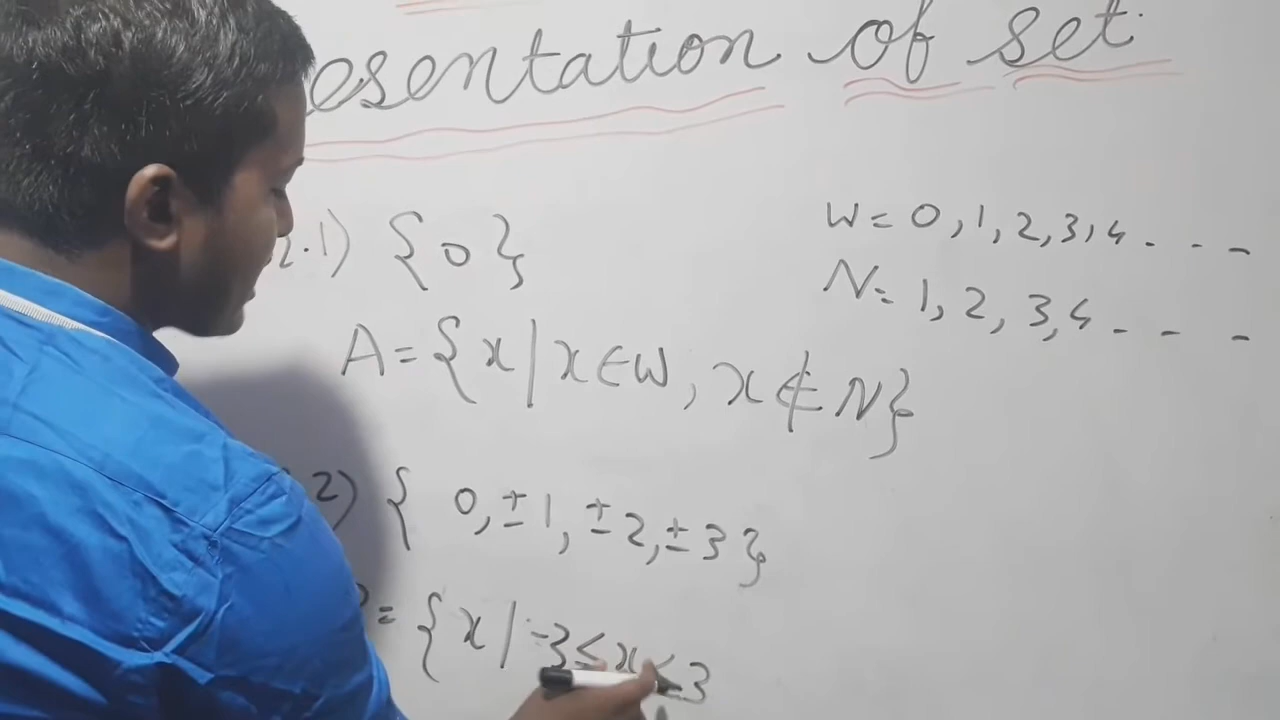 esentation of set
2.1) {0}
W= 0,1,2,3,4 - - -
N= 1,2,3,4 - - -
A={x/x∈W, x∉N}
2) { 0,±1,±2,±3}
={x/-3≤x≤3